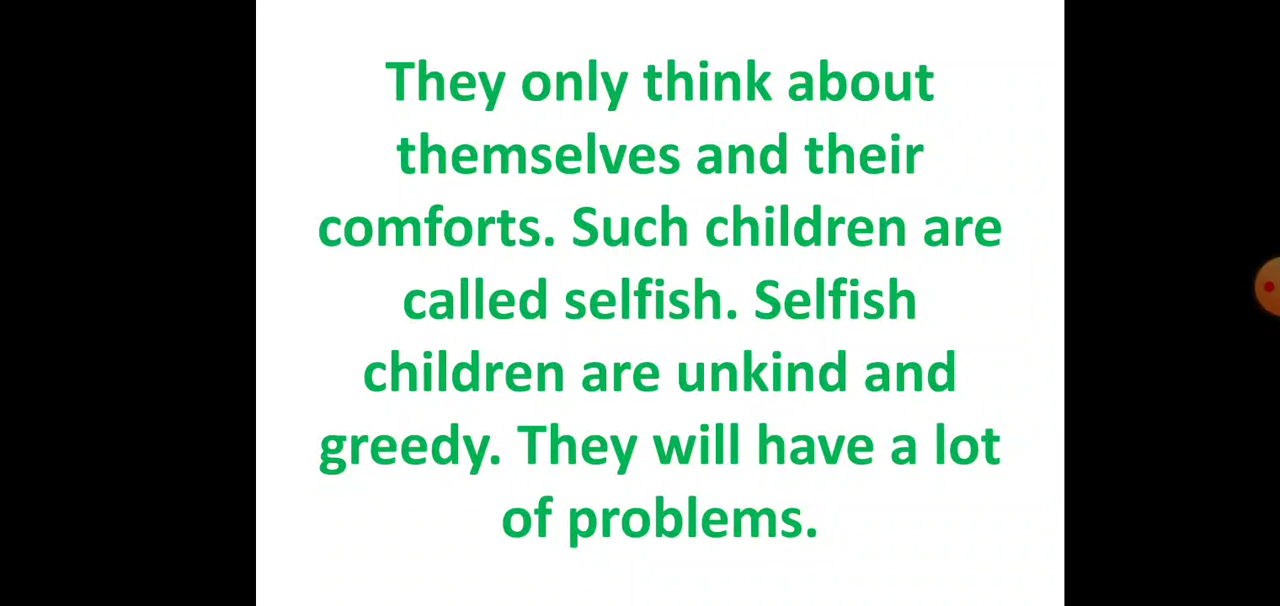 They only think about
themselves and their
comforts. Such children are
called selfish. Selfish
children are unkind and
greedy. They will have a lot
of problems.